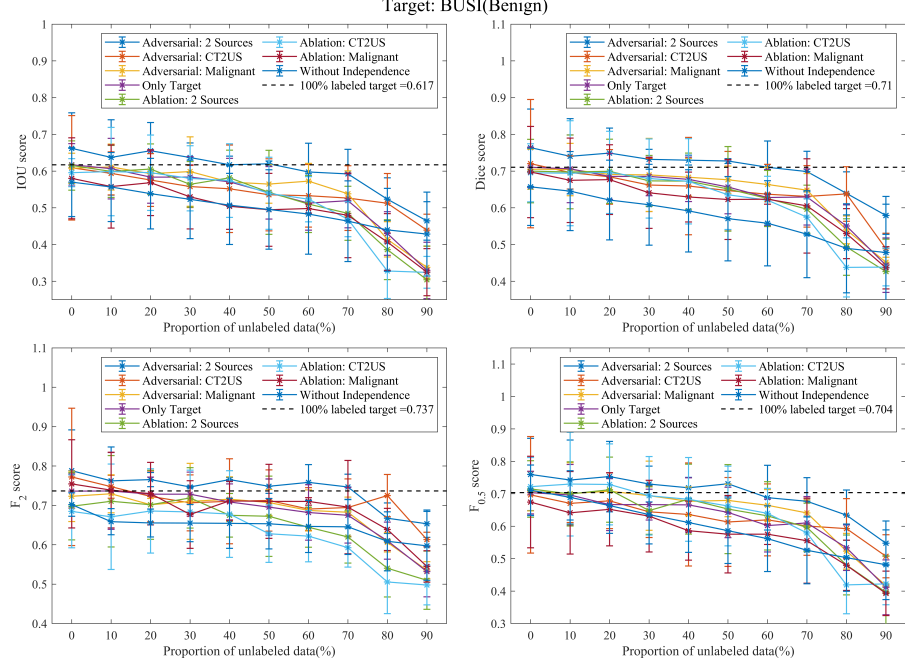 Target: BUSI(Benign)
1
0.9
0.8
0.7
0.6
0.5
0.4
0.3
IOU score
Adversarial: 2 Sources
Adversarial: CT2US
Adversarial: Malignant
Only Target
Ablation: 2 Sources
Ablation: CT2US
Ablation: Malignant
Without Independence
100% labeled target =0.617
0 10 20 30 40 50 60 70 80 90
Proportion of unlabeled data(%)
1
0.9
0.8
0.7
0.6
0.5
0.4
Dice score
Adversarial: 2 Sources
Adversarial: CT2US
Adversarial: Malignant
Only Target
Ablation: 2 Sources
Ablation: CT2US
Ablation: Malignant
Without Independence
100% labeled target =0.71
0 10 20 30 40 50 60 70 80 90
Proportion of unlabeled data(%)
1.1
1
0.9
0.8
0.7
0.6
0.5
0.4
F2 score
Adversarial: 2 Sources
Adversarial: CT2US
Adversarial: Malignant
Only Target
Ablation: 2 Sources
Ablation: CT2US
Ablation: Malignant
Without Independence
100% labeled target =0.737
0 10 20 30 40 50 60 70 80 90
Proportion of unlabeled data(%)
1.1
1
0.9
0.8
0.7
0.6
0.5
0.4
0.3
F0.5 score
Adversarial: 2 Sources
Adversarial: CT2US
Adversarial: Malignant
Only Target
Ablation: 2 Sources
Ablation: CT2US
Ablation: Malignant
Without Independence
100% labeled target =0.704
0 10 20 30 40 50 60 70 80 90
Proportion of unlabeled data(%)